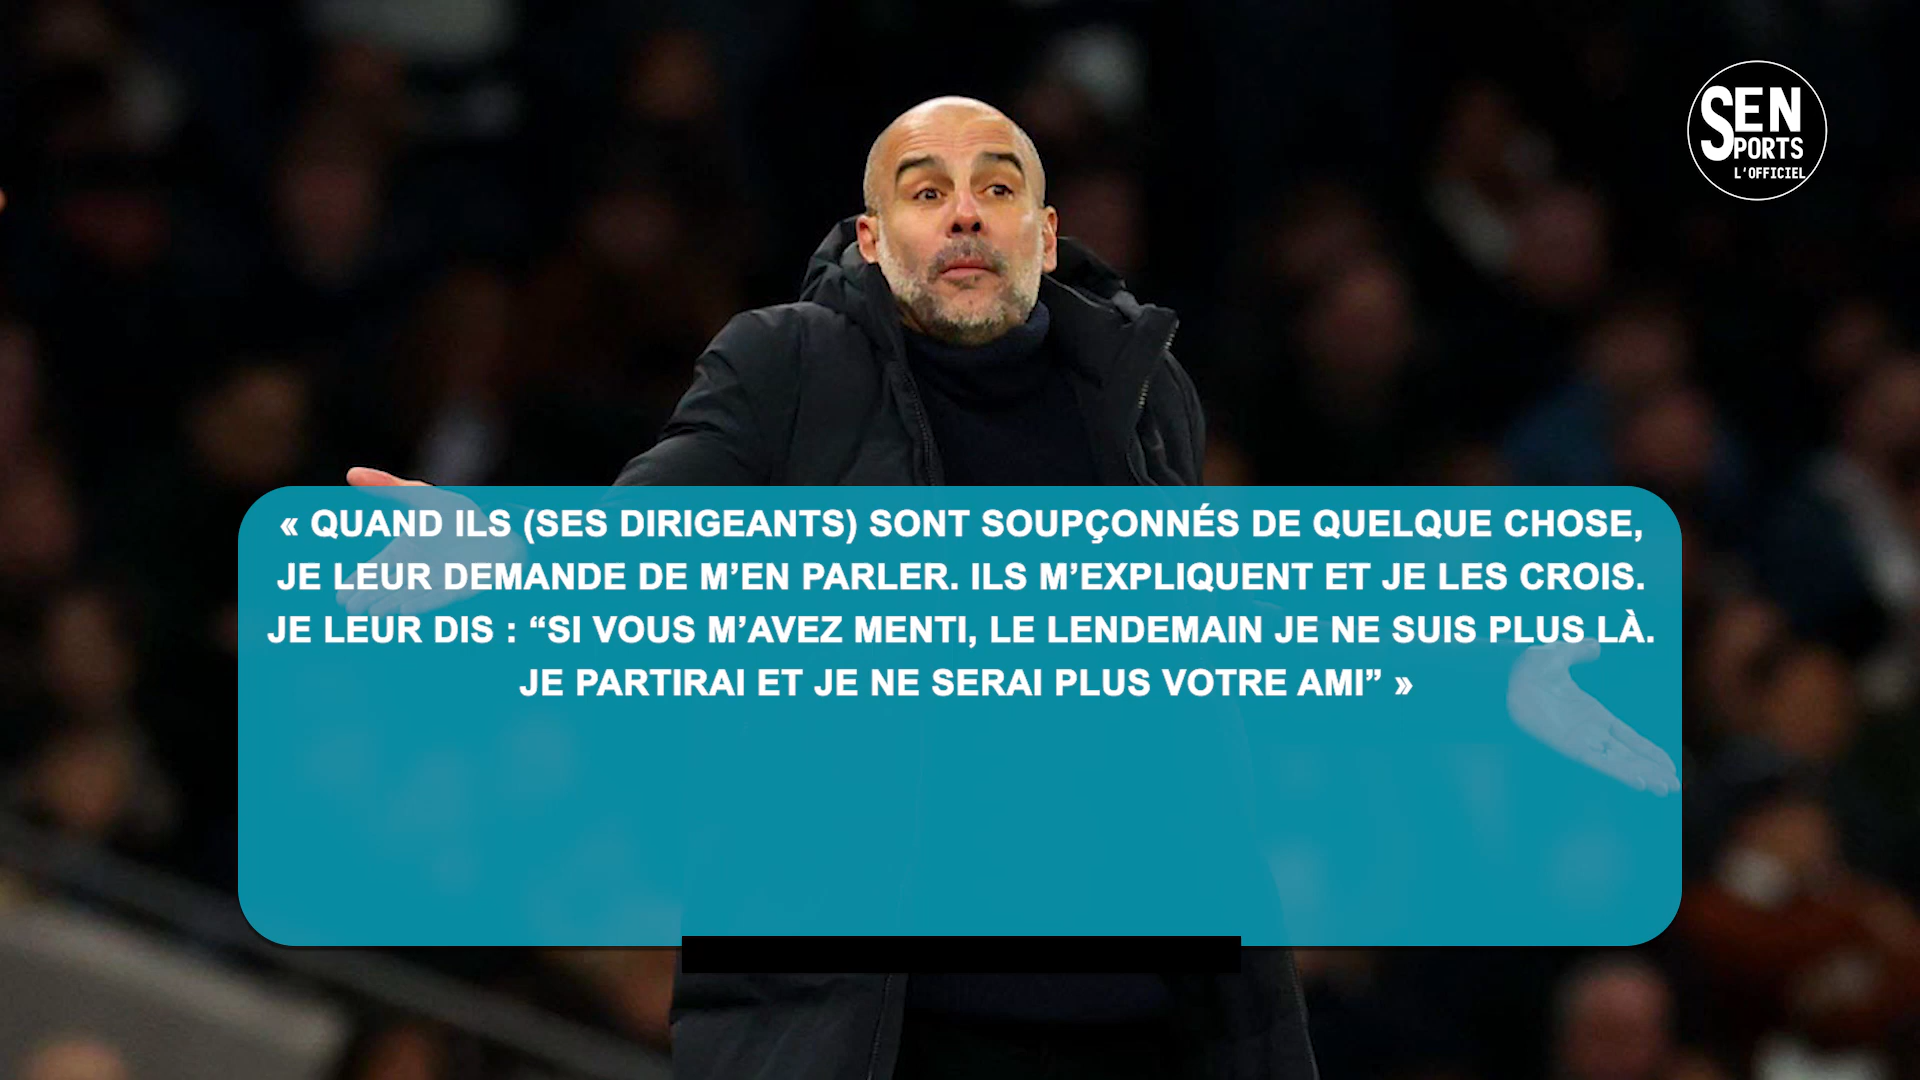 SEN
SPORTS
L'OFFICIEL
« QUAND ILS (SES DIRIGEANTS) SONT SOUPÇONNÉS DE QUELQUE CHOSE,
JE LEUR DEMANDE DE M’EN PARLER. ILS M’EXPLIQUENT ET JE LES CROIS.
JE LEUR DIS : “SI VOUS M’AVEZ MENTI, LE LENDEMAIN JE NE SUIS PLUS LÀ.
JE PARTIRAI ET JE NE SERAI PLUS VOTRE AMI” »